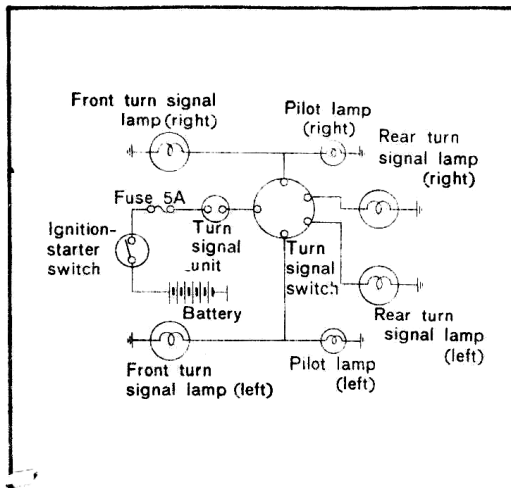 Front turn signal
lamp (right)
Pilot lamp
(right)
Rear turn
signal lamp
(right)
Fuse 5A
Ignition-
starter
switch
Turn
signal
unit
Turn
signal
switch
Battery
Rear turn
signal lamp
(left)
Front turn
signal lamp (left)
Pilot lamp
(left)